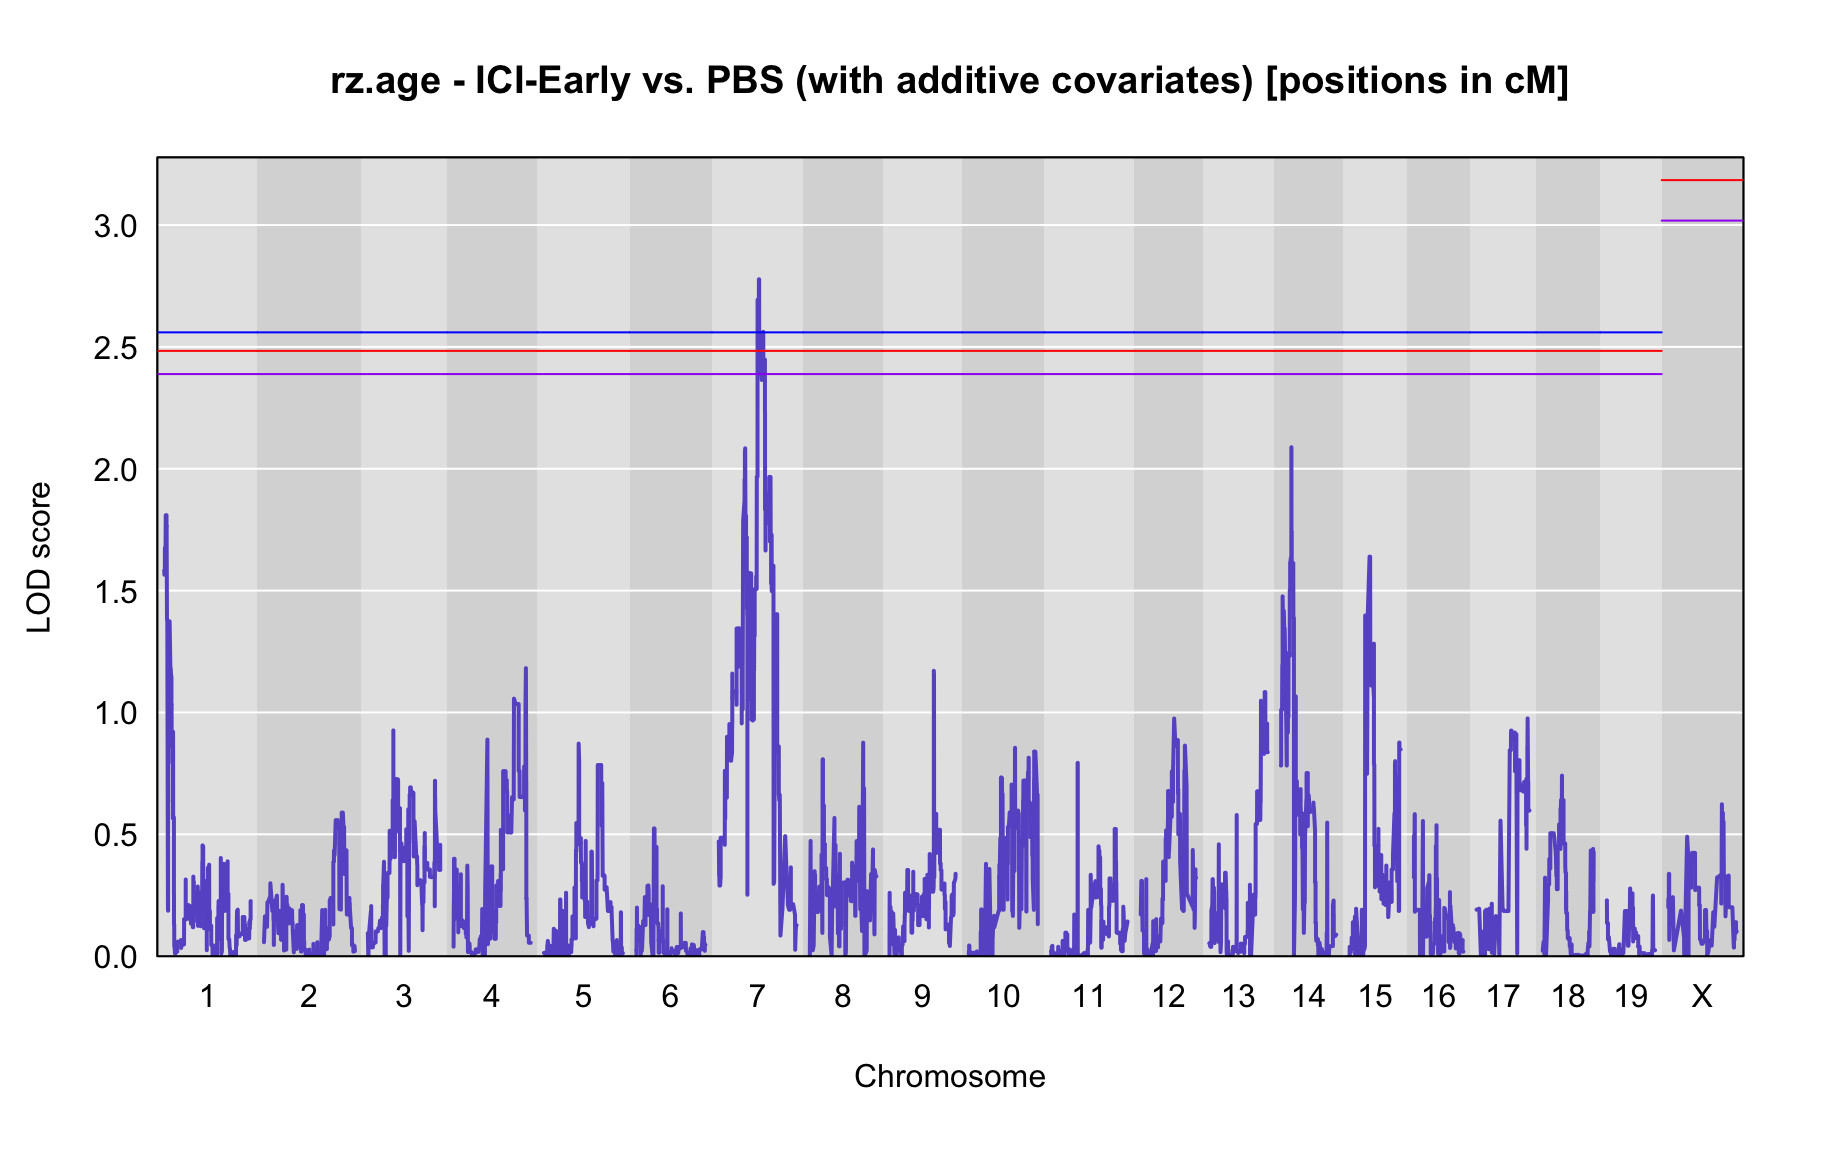 rz.age - ICI-Early vs. PBS (with additive covariates) [positions in cM]
3.0
2.5
2.0
1.5
1.0
0.5
0.0
LOD score
1 2 3 4 5 6 7 8 9 10 11 12 13 14 15 16 17 18 19 X
Chromosome